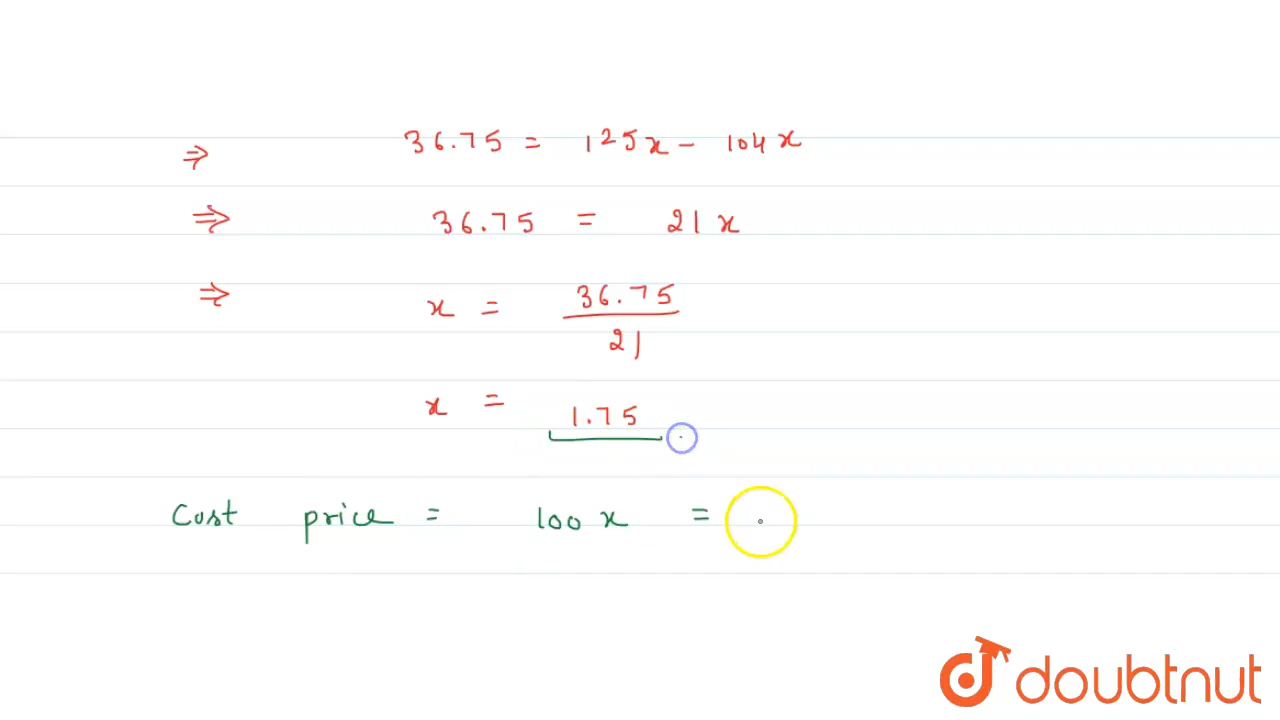 ⇒ 36.75 = 125x - 104x
⇒ 36.75 = 21x
⇒ x = 36.75/21
x = 1.75
Cost price = 100x =
doubtnut